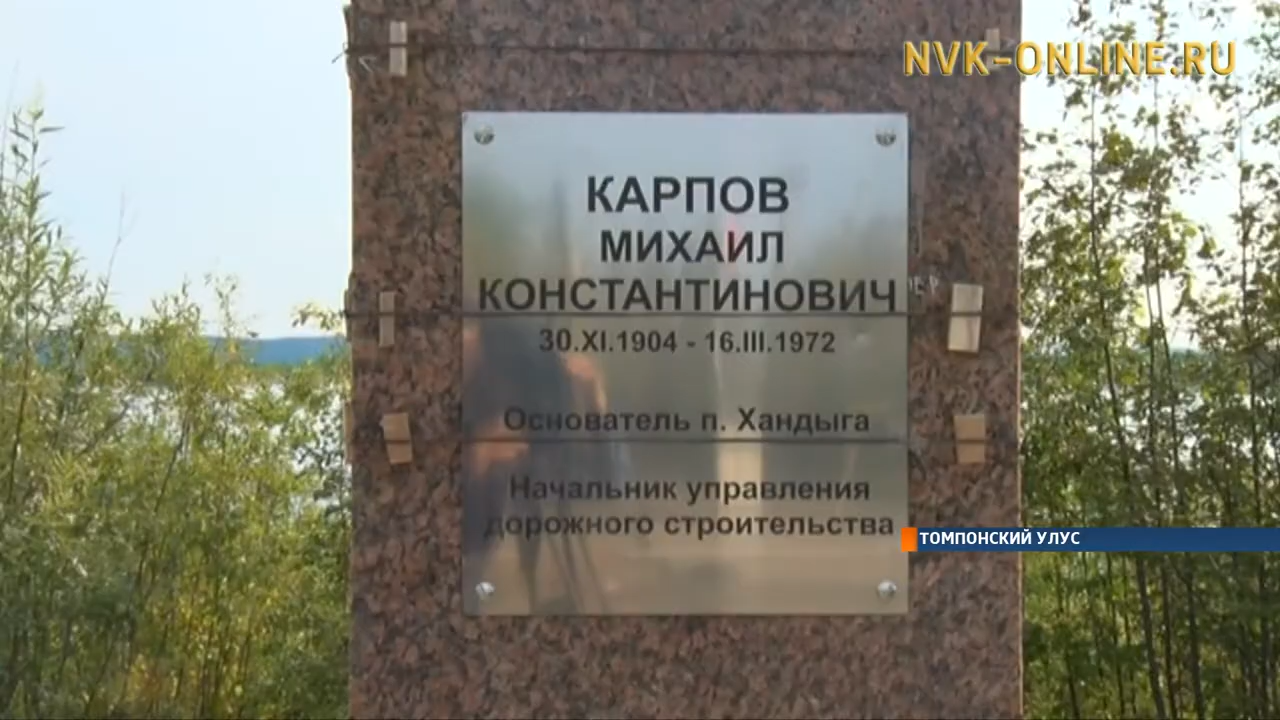 NVK-ONLINE.RU
КАРПОВ
МИХАИЛ
КОНСТАНТИНОВИЧ
30.XI.1904 - 16.III.1972
Основатель п. Хандыга
Начальник управления
дорожного строительства
ТОМПОНСКИЙ УЛУС